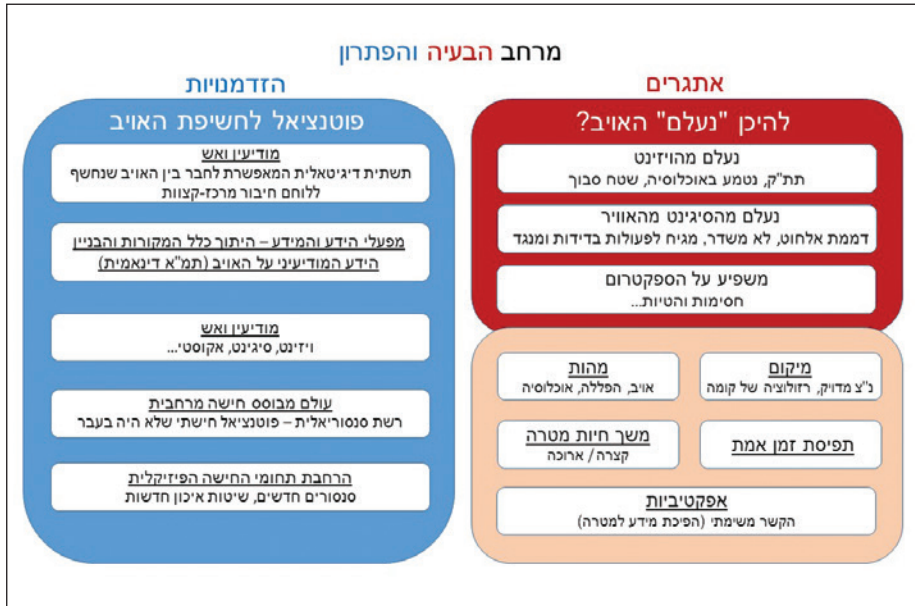 מרחב הבעיה והפתרון
אתגרים
להיכן "נעלם" האויב?
נעלם מהויזינט
תת"ק, נטמע באוכלוסיה, שטח סבוך
נעלם מהסיגינט מהאוויר
דממת אלחוט, לא משדר, מגיח לפעולות בדידות ומנגד
משפיע על הספקטרום
חסימות והטיות...
מיקום
נ"צ מדויק, רזולוציה של קומה
מהות
אויב, הפללה, אוכלוסיה
תפיסת זמן אמת
משך חיות מטרה
קצרה / ארוכה
אפקטיביות
הקשר משימתי (הפיכת מידע למטרה)
הזדמנויות
פוטנציאל לחשיפת האויב
מודיעין ואש
תשתית דיגיטאלית המאפשרת לחבר בין האויב שנחשף
ללוחם חיבור מרכז-קצוות
מפעלי הידע והמידע – היתוך כלל המקורות והבניין
הידע המודיעיני על האויב (תמ"א דינאמית)
מודיעין ואש
ויזינט, סיגינט, אקוסטי...
עולם מבוסס חישה מרחבית
רשת סנסוריאלית – פוטנציאל חישתי שלא היה בעבר
הרחבת תחומי החישה הפיזיקלית
סנסורים חדשים, שיטות איכון חדשות